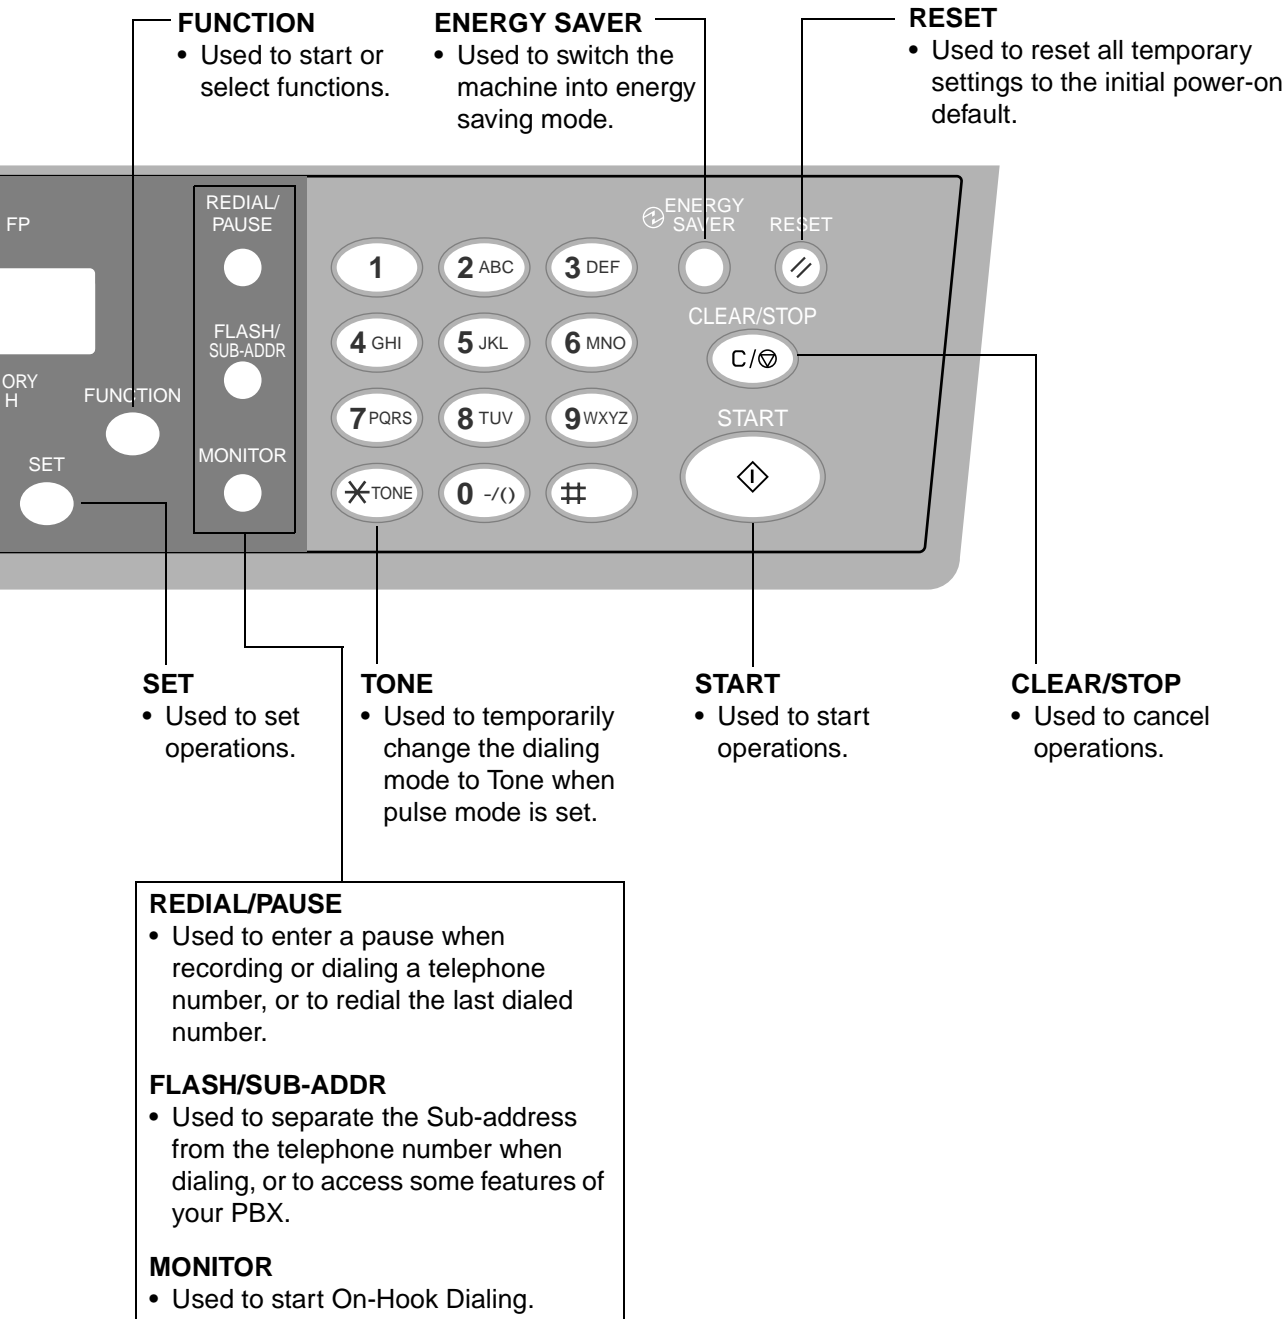 FUNCTION
• Used to start or
select functions.
ENERGY SAVER
• Used to switch the
machine into energy
saving mode.
RESET
• Used to reset all temporary
settings to the initial power-on
default.
FP
ORY
H
FUNCTION
SET
REDIAL/
PAUSE
FLASH/
SUB-ADDR
MONITOR
1
2 ABC
3 DEF
4 GHI
5 JKL
6 MNO
7 PQRS
8 TUV
9 WXYZ
* TONE
0 -/()
#
ENERGY
SAVER
RESET
CLEAR/STOP
C/
START
SET
• Used to set
operations.
TONE
• Used to temporarily
change the dialing
mode to Tone when
pulse mode is set.
START
• Used to start
operations.
CLEAR/STOP
• Used to cancel
operations.
REDIAL/PAUSE
• Used to enter a pause when
recording or dialing a telephone
number, or to redial the last dialed
number.
FLASH/SUB-ADDR
• Used to separate the Sub-address
from the telephone number when
dialing, or to access some features of
your PBX.
MONITOR
• Used to start On-Hook Dialing.